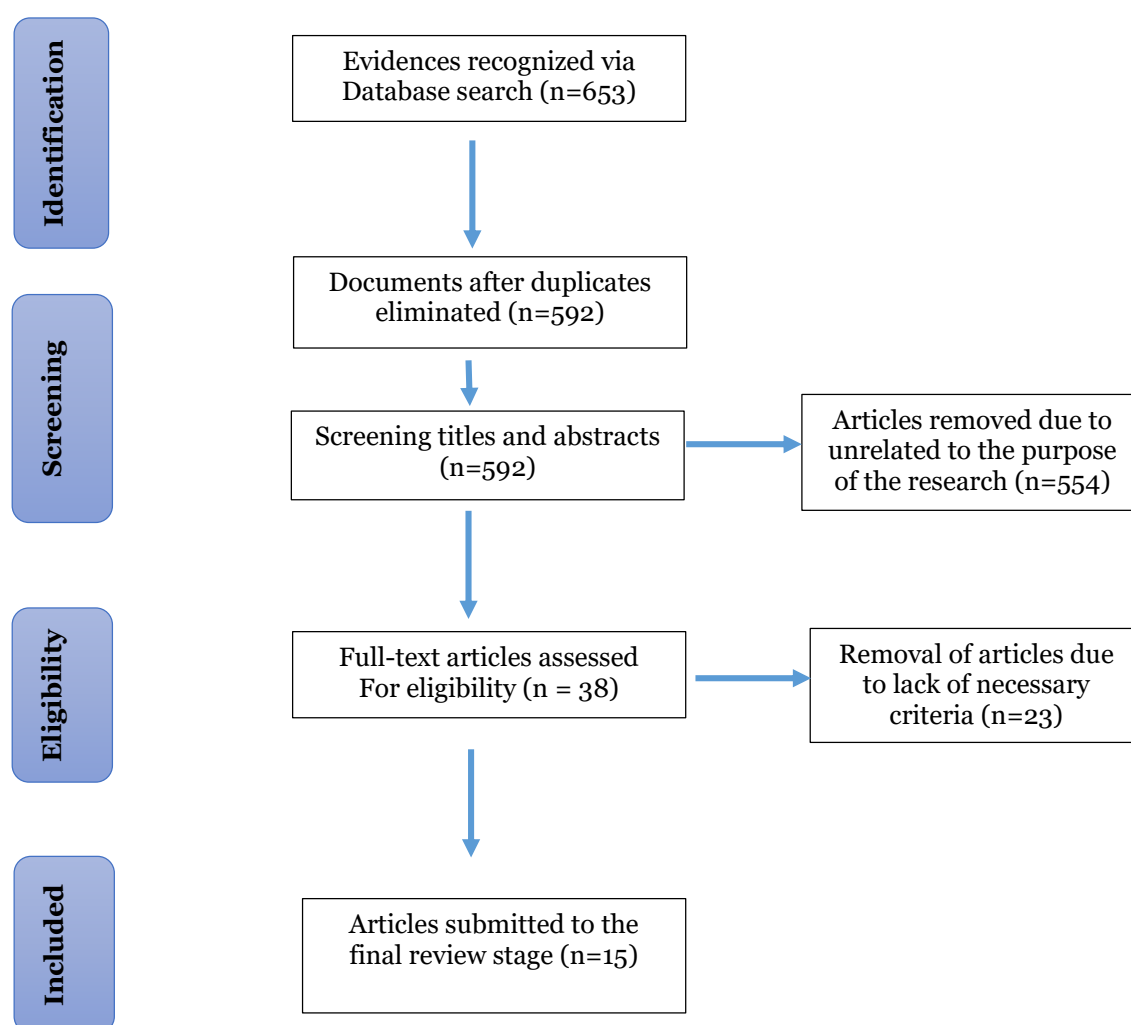 Identification
Evidences recognized via
Database search (n=653)
Documents after duplicates
eliminated (n=592)
Screening
Screening titles and abstracts
(n=592)
Articles removed due to
unrelated to the purpose
of the research (n=554)
Eligibility
Full-text articles assessed
For eligibility (n = 38)
Removal of articles due
to lack of necessary
criteria (n=23)
Included
Articles submitted to the
final review stage (n=15)